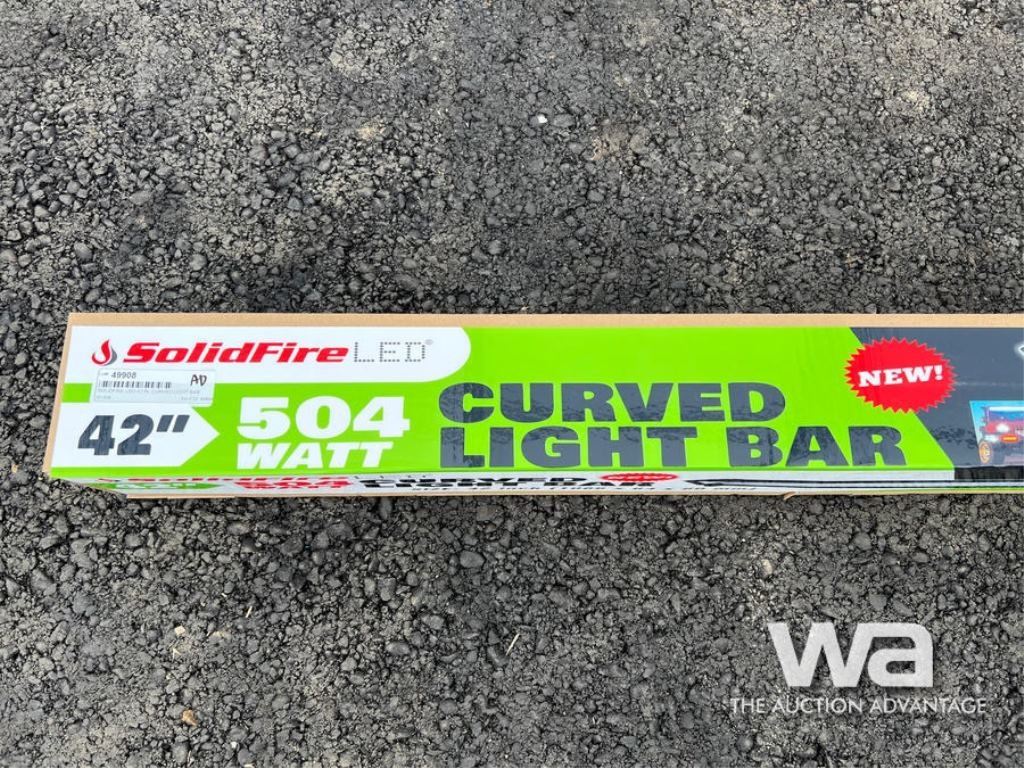 SolidFire LED®
49908
AD
42"
504
WATT
CURVED
LIGHT BAR
NEW!
wa
THE AUCTION ADVANTAGE